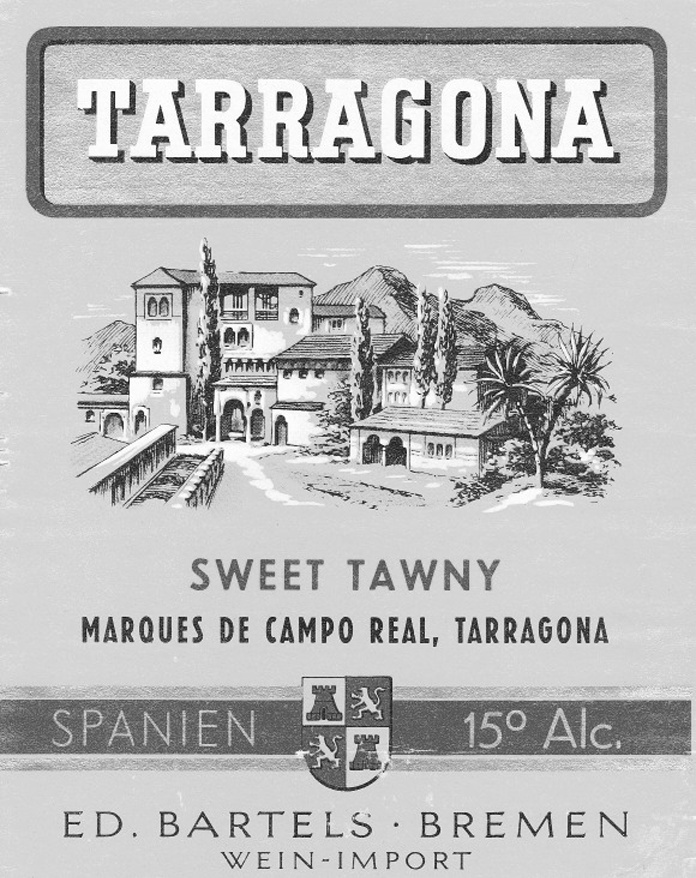 TARRAGONA
SWEET TAWNY
MARQUES DE CAMPO REAL, TARRAGONA
SPANIEN 15º Alc.
ED. BARTELS · BREMEN
WEIN-IMPORT